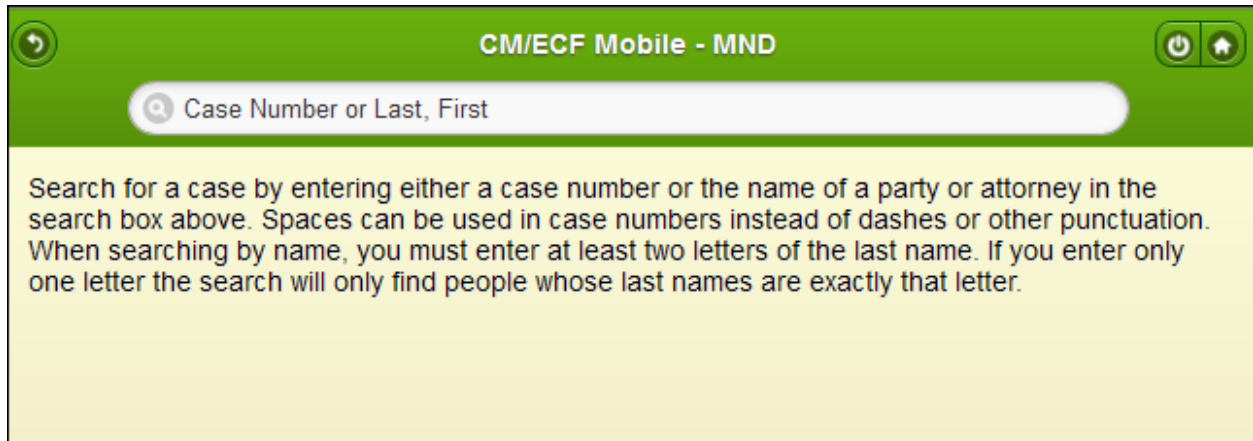 CM/ECF Mobile - MND
Case Number or Last, First
Search for a case by entering either a case number or the name of a party or attorney in the
search box above. Spaces can be used in case numbers instead of dashes or other punctuation.
When searching by name, you must enter at least two letters of the last name. If you enter only
one letter the search will only find people whose last names are exactly that letter.